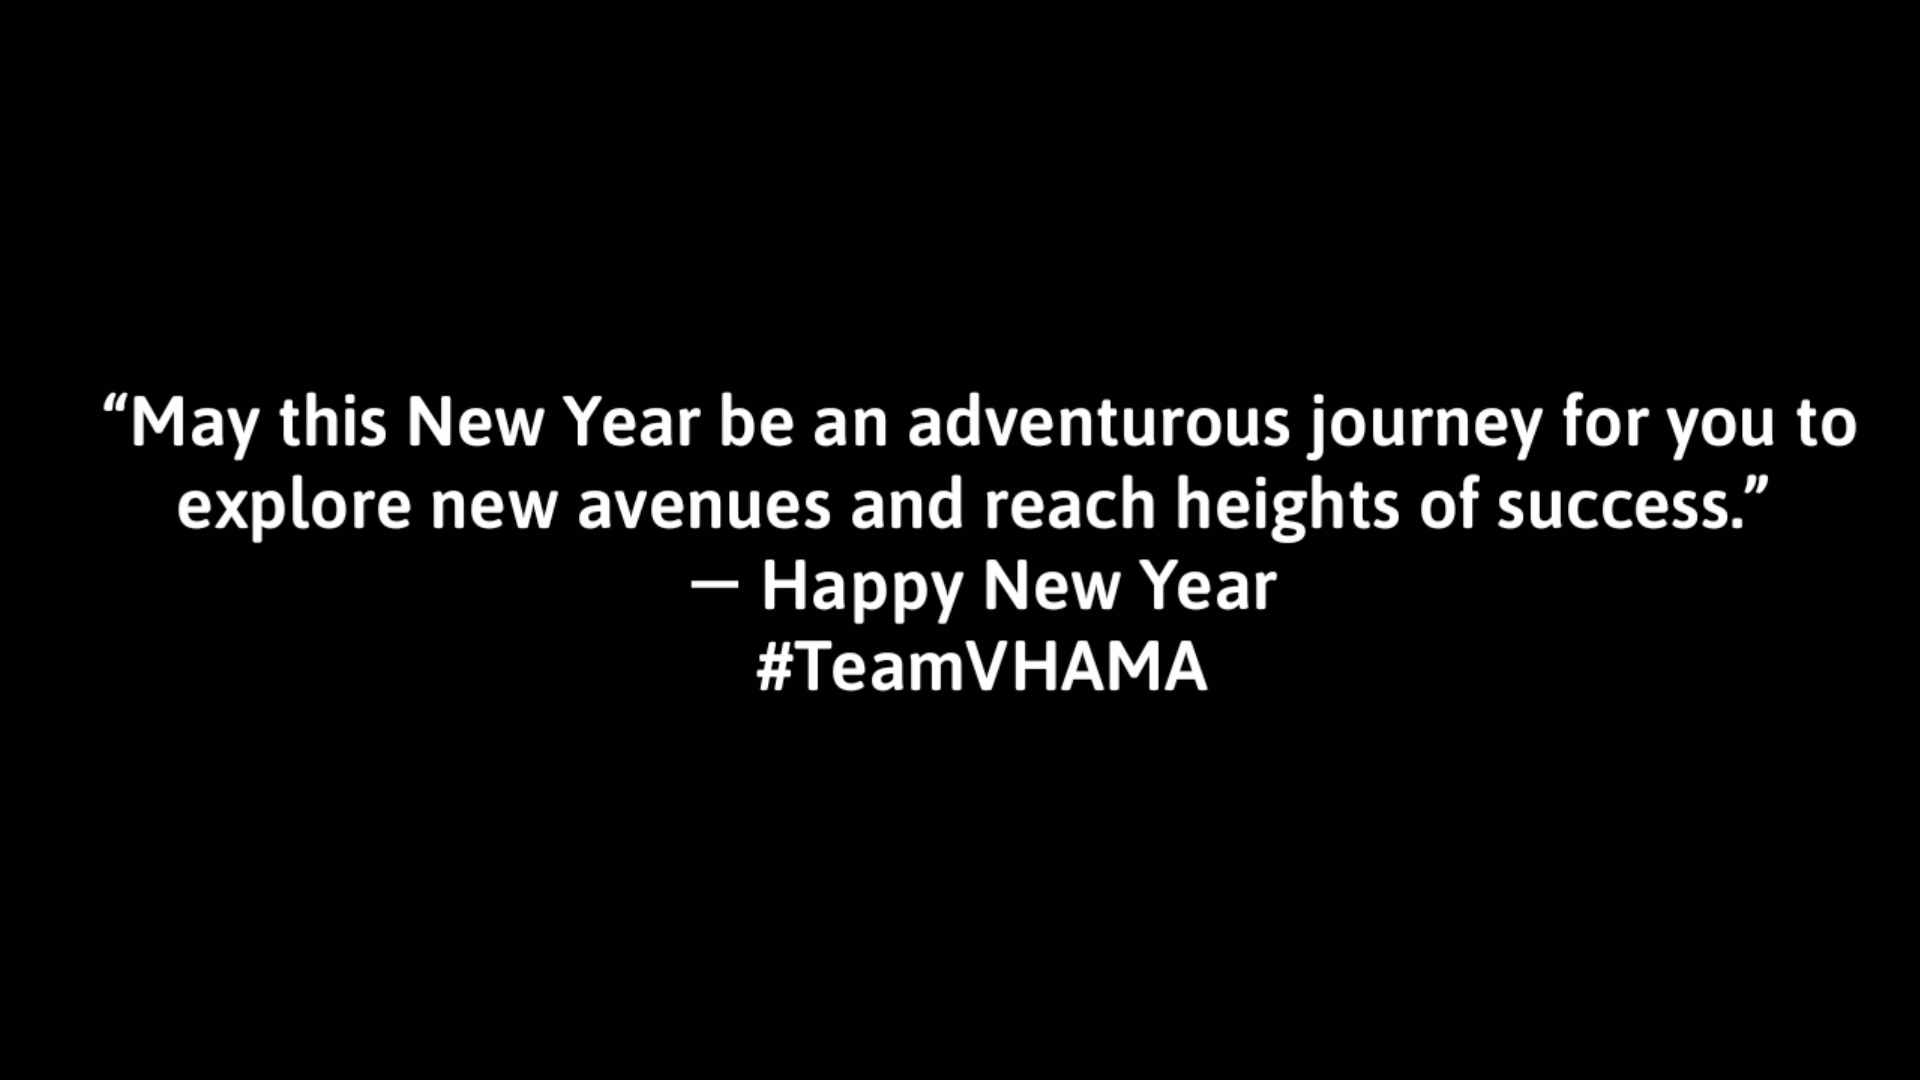 “May this New Year be an adventurous journey for you to
explore new avenues and reach heights of success.”
— Happy New Year
#TeamVHAMA